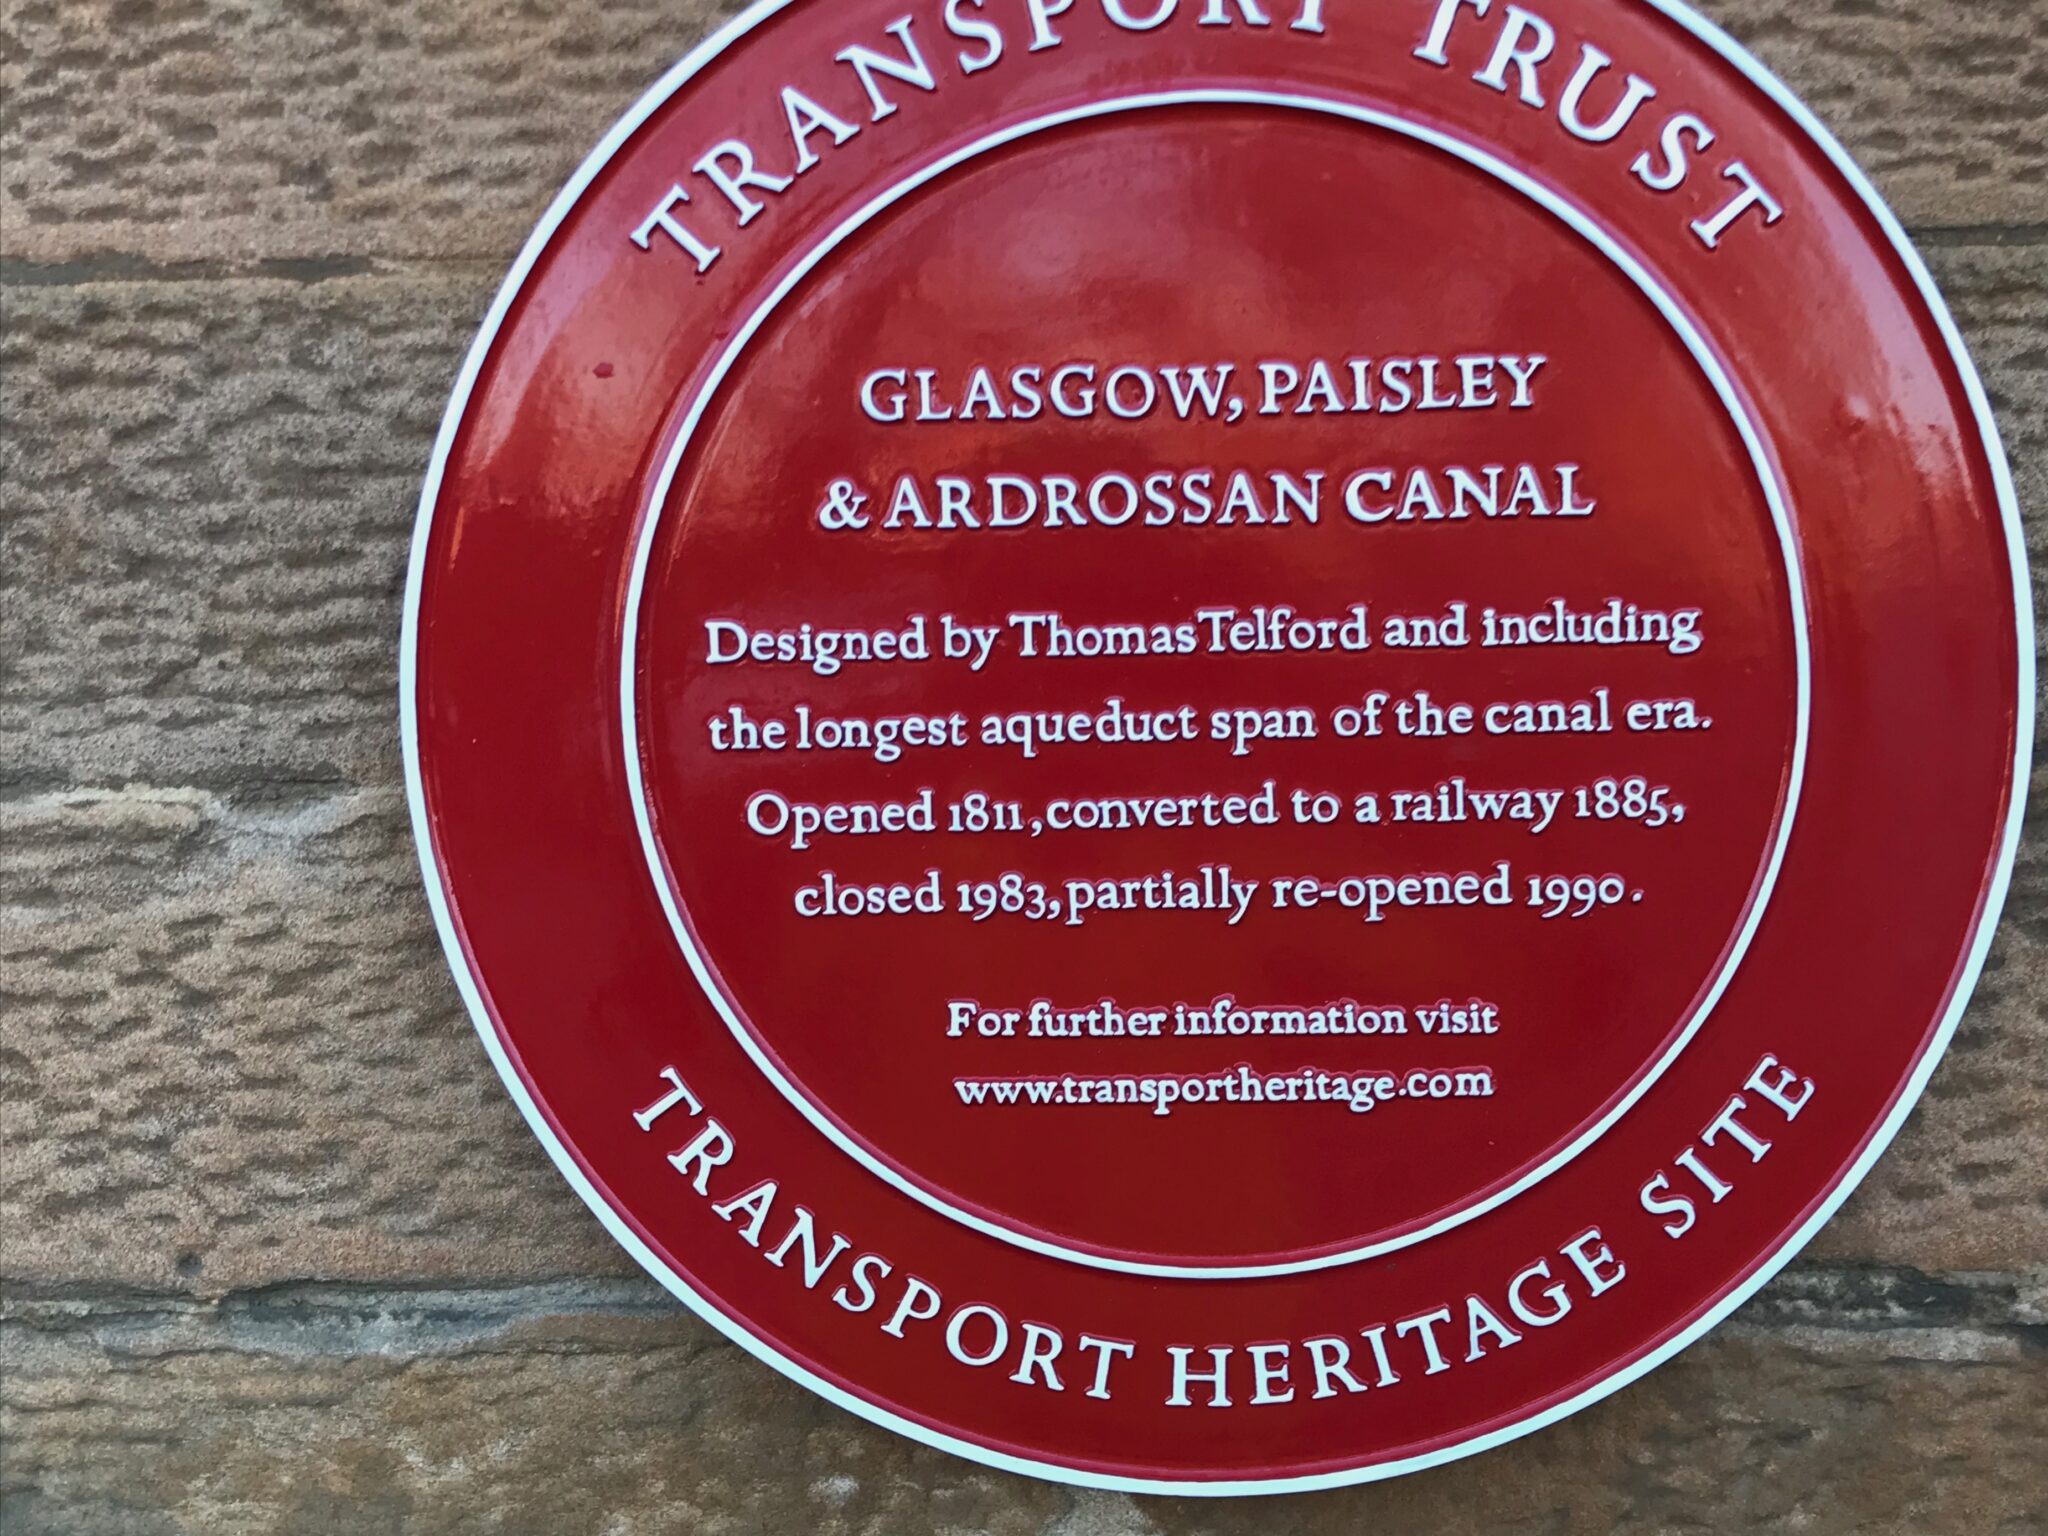 TRANSPORT TRUST
GLASGOW, PAISLEY
& ARDROSSAN CANAL
Designed by Thomas Telford and including
the longest aqueduct span of the canal era.
Opened 1811, converted to a railway 1885,
closed 1983, partially re-opened 1990.
For further information visit
www.transportheritage.com
TRANSPORT HERITAGE SITE